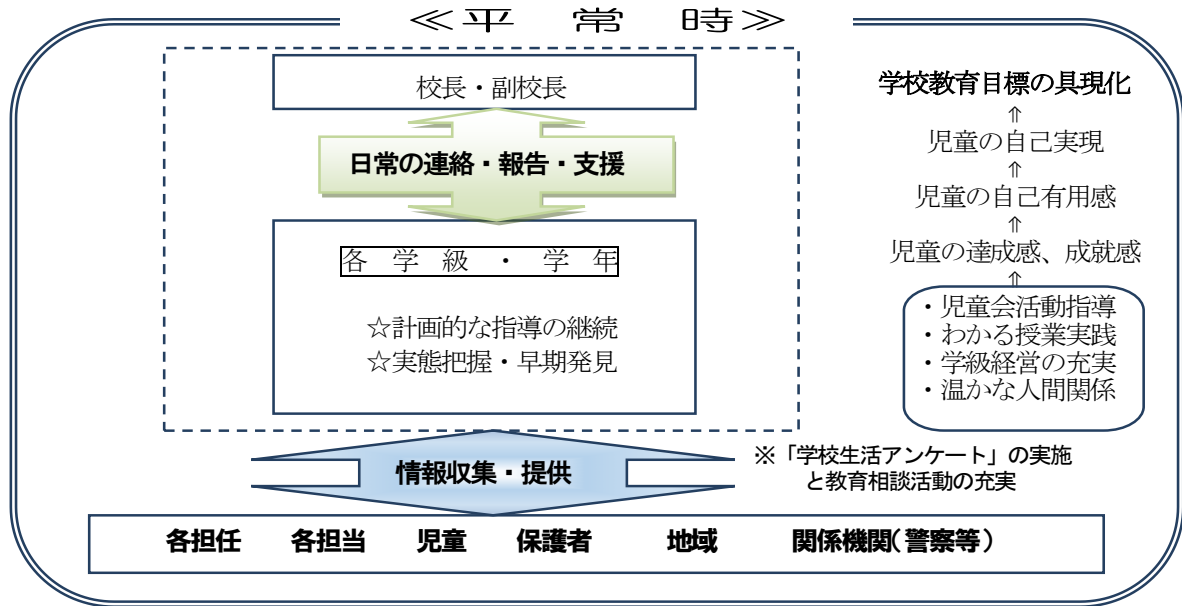 ≪平 常 時≫
校長・副校長
日常の連絡・報告・支援
各 学 級 ・ 学 年
☆計画的な指導の継続
☆実態把握・早期発見
学校教育目標の具現化
⇑
児童の自己実現
⇑
児童の自己有用感
⇑
児童の達成感、成就感
⇑
・児童会活動指導
・わかる授業実践
・学級経営の充実
・温かな人間関係
情報収集・提供
※「学校生活アンケート」の実施
と教育相談活動の充実
各担任 各担当 児童 保護者 地域 関係機関(警察等)